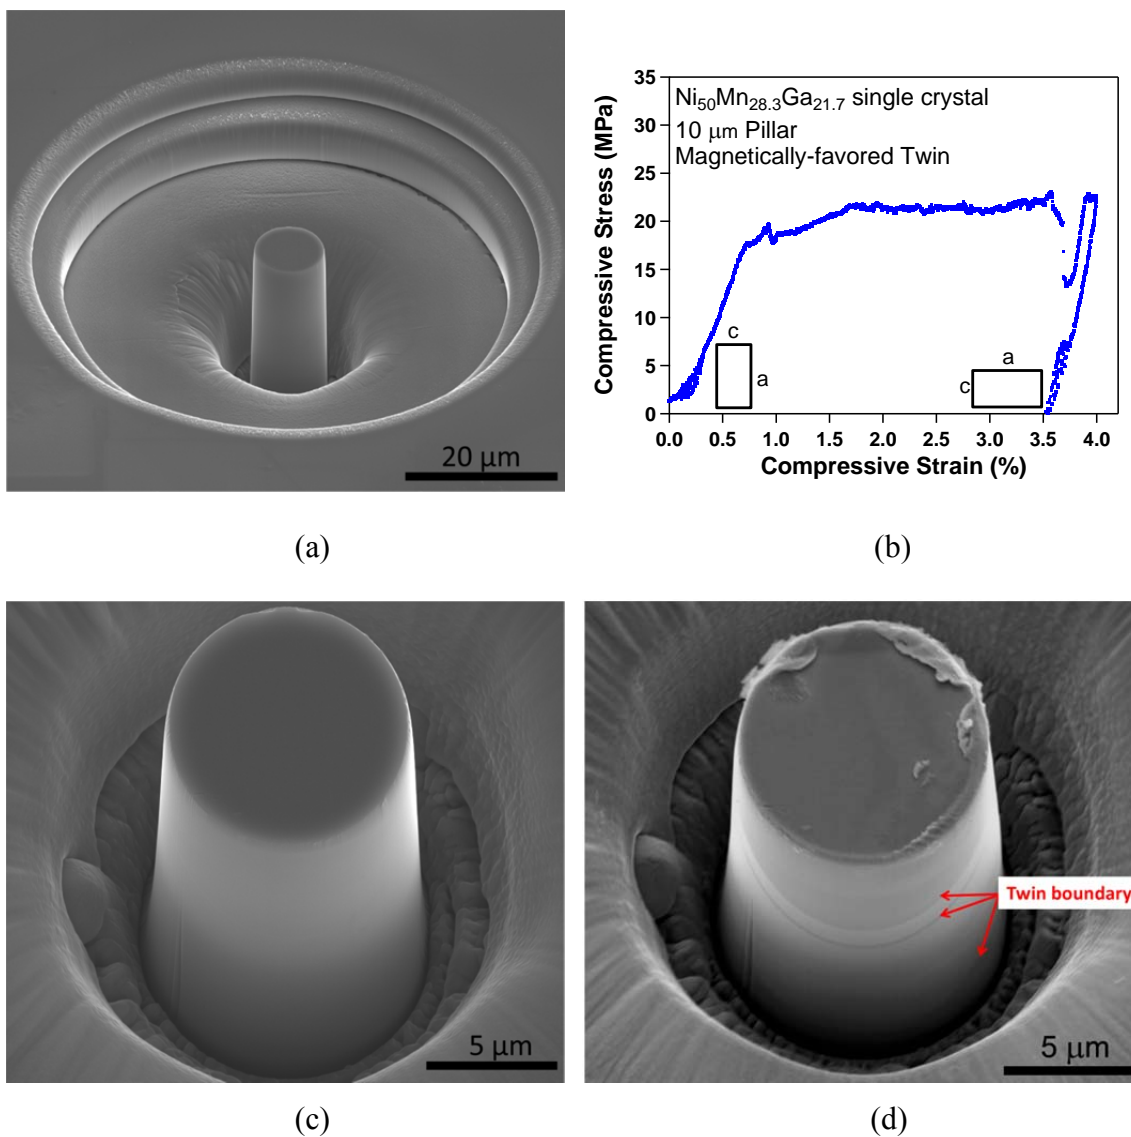 20 µm
(a)
Ni50Mn28.3Ga21.7 single crystal
10 µm Pillar
Magnetically-favored Twin
Compressive Stress (MPa)
35
30
25
20
15
10
5
0
c
a
a
c
0.0 0.5 1.0 1.5 2.0 2.5 3.0 3.5 4.0
Compressive Strain (%)
(b)
5 µm
(c)
Twin boundary
5 µm
(d)